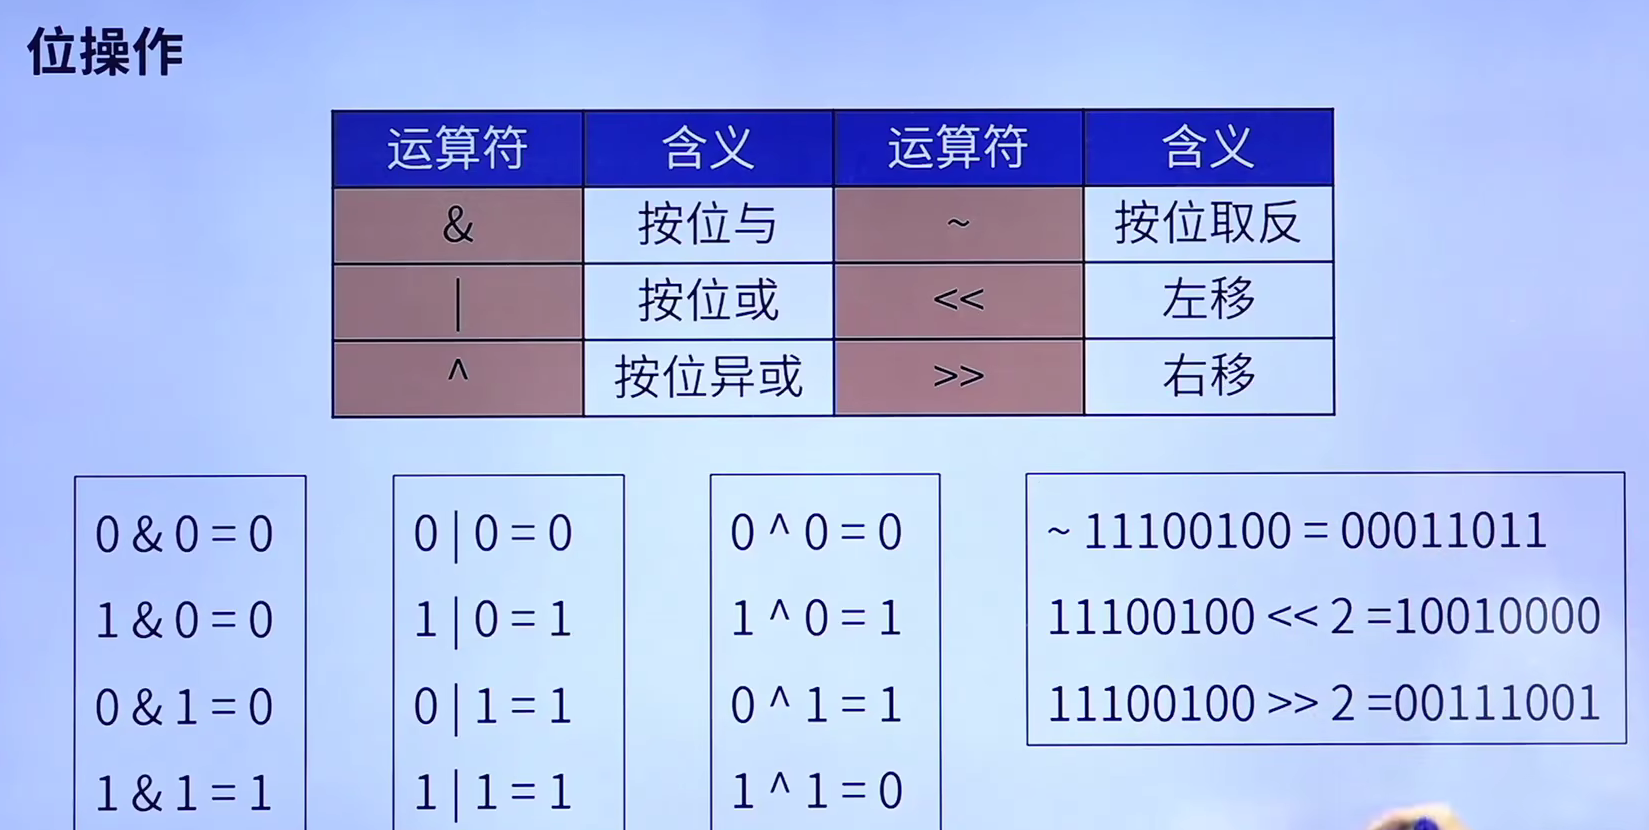 位操作
运算符 含义 运算符 含义
& 按位与 ~ 按位取反
| 按位或 << 左移
^ 按位异或 >> 右移
0 & 0 = 0
1 & 0 = 0
0 & 1 = 0
1 & 1 = 1
0 | 0 = 0
1 | 0 = 1
0 | 1 = 1
1 | 1 = 1
0 ^ 0 = 0
1 ^ 0 = 1
0 ^ 1 = 1
1 ^ 1 = 0
~ 11100100 = 00011011
11100100 << 2 =10010000
11100100 >> 2 =00111001